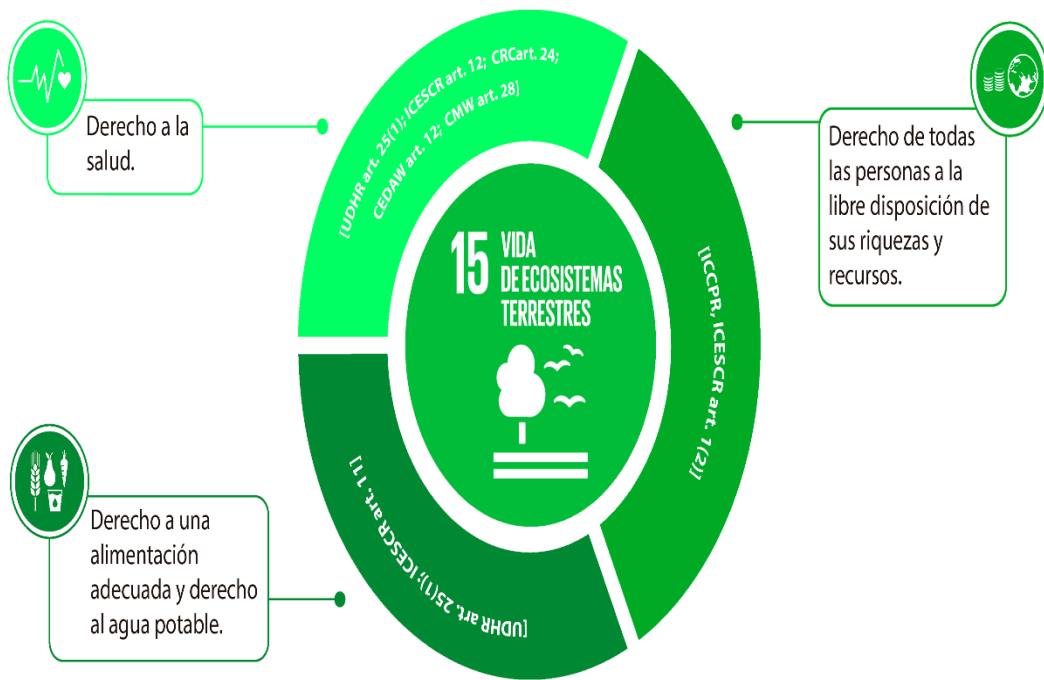 Derecho a la
salud.
[UDHR art. 25(1); ICESCR art. 12; CRCart. 24;
CEDAW art. 12; CMW art. 28]
Derecho de todas
las personas a la
libre disposición de
sus riquezas y
recursos.
[ICCPR, ICESCR art. 1(2)]
15 VIDA
DE ECOSISTEMAS
TERRESTRES
Derecho a una
alimentación
adecuada y derecho
al agua potable.
[UDHR art. 25(1); ICESCR art. 11]